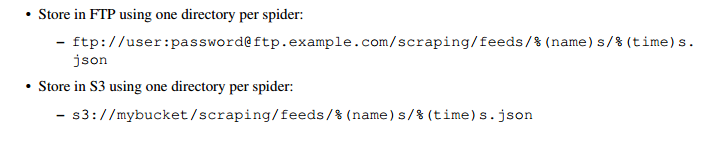 • Store in FTP using one directory per spider:
– ftp://user:password@ftp.example.com/scraping/feeds/%(name)s/%(time)s.
json
• Store in S3 using one directory per spider:
– s3://mybucket/scraping/feeds/%(name)s/%(time)s.json